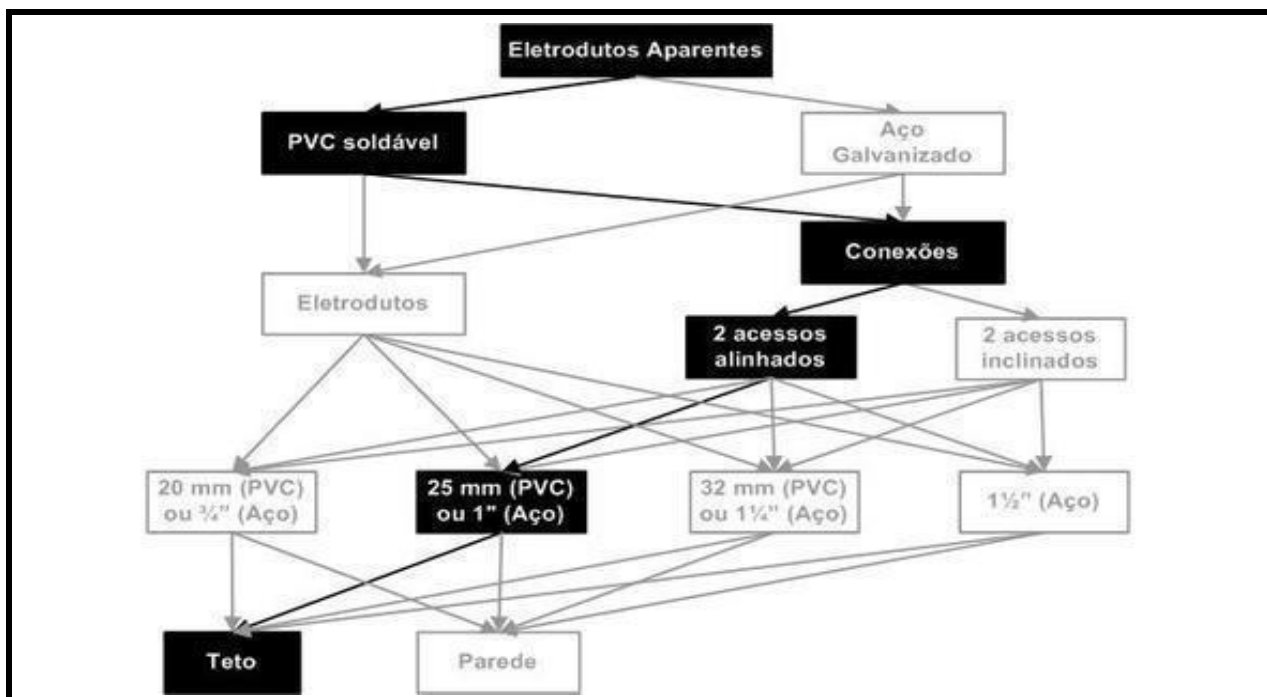 Eletrodutos Aparentes
PVC soldável
Aço
Galvanizado
Conexões
Eletrodutos
2 acessos
alinhados
2 acessos
inclinados
20 mm (PVC)
ou ¾” (Aço)
25 mm (PVC)
ou 1" (Aço)
32 mm (PVC)
ou 1¼” (Aço)
1½” (Aço)
Teto
Parede